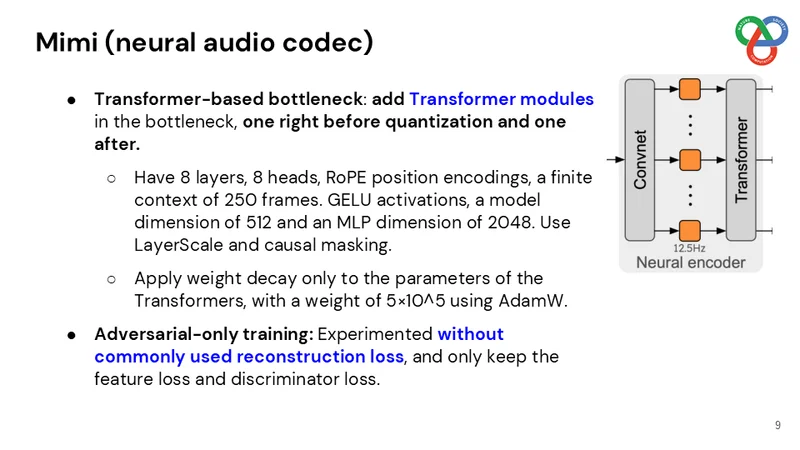 Mimi (neural audio codec)
● Transformer-based bottleneck: add Transformer modules
in the bottleneck, one right before quantization and one
after.
○ Have 8 layers, 8 heads, RoPE position encodings, a finite
context of 250 frames. GELU activations, a model
dimension of 512 and an MLP dimension of 2048. Use
LayerScale and causal masking.
○ Apply weight decay only to the parameters of the
Transformers, with a weight of 5×10^5 using AdamW.
● Adversarial-only training: Experimented without
commonly used reconstruction loss, and only keep the
feature loss and discriminator loss.
Convnet
Transformer
12.5Hz
Neural encoder
9